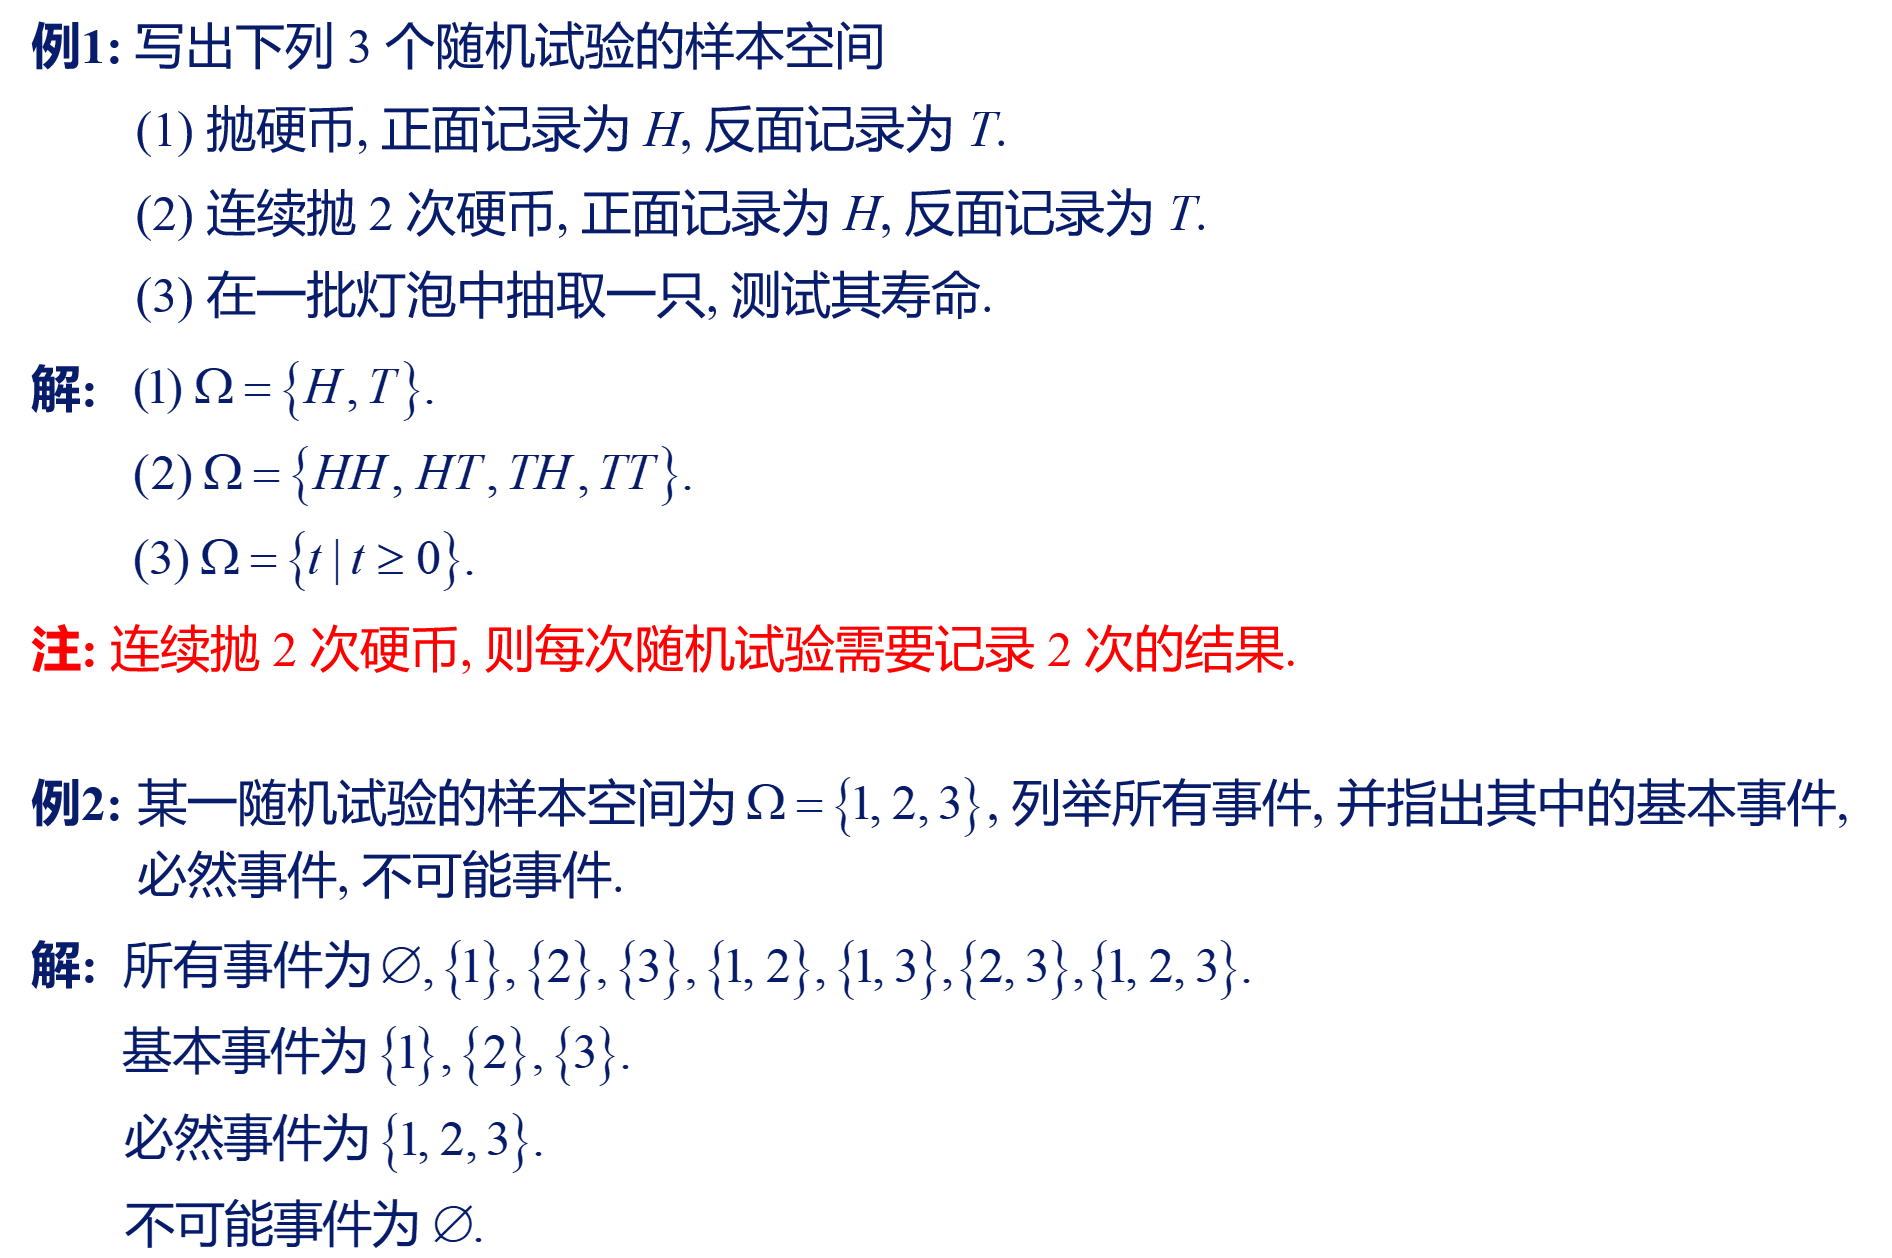 例1: 写出下列 3 个随机试验的样本空间
(1) 抛硬币, 正面记录为 H, 反面记录为 T.
(2) 连续抛 2 次硬币, 正面记录为 H, 反面记录为 T.
(3) 在一批灯泡中抽取一只, 测试其寿命.
解: (1) Ω = {H, T}.
(2) Ω = {HH, HT, TH, TT}.
(3) Ω = {t | t ≥ 0}.
注: 连续抛 2 次硬币, 则每次随机试验需要记录 2 次的结果.
例2: 某一随机试验的样本空间为 Ω = {1, 2, 3}, 列举所有事件, 并指出其中的基本事件,
必然事件, 不可能事件.
解: 所有事件为 ∅, {1}, {2}, {3}, {1, 2}, {1, 3}, {2, 3}, {1, 2, 3}.
基本事件为 {1}, {2}, {3}.
必然事件为 {1, 2, 3}.
不可能事件为 ∅.